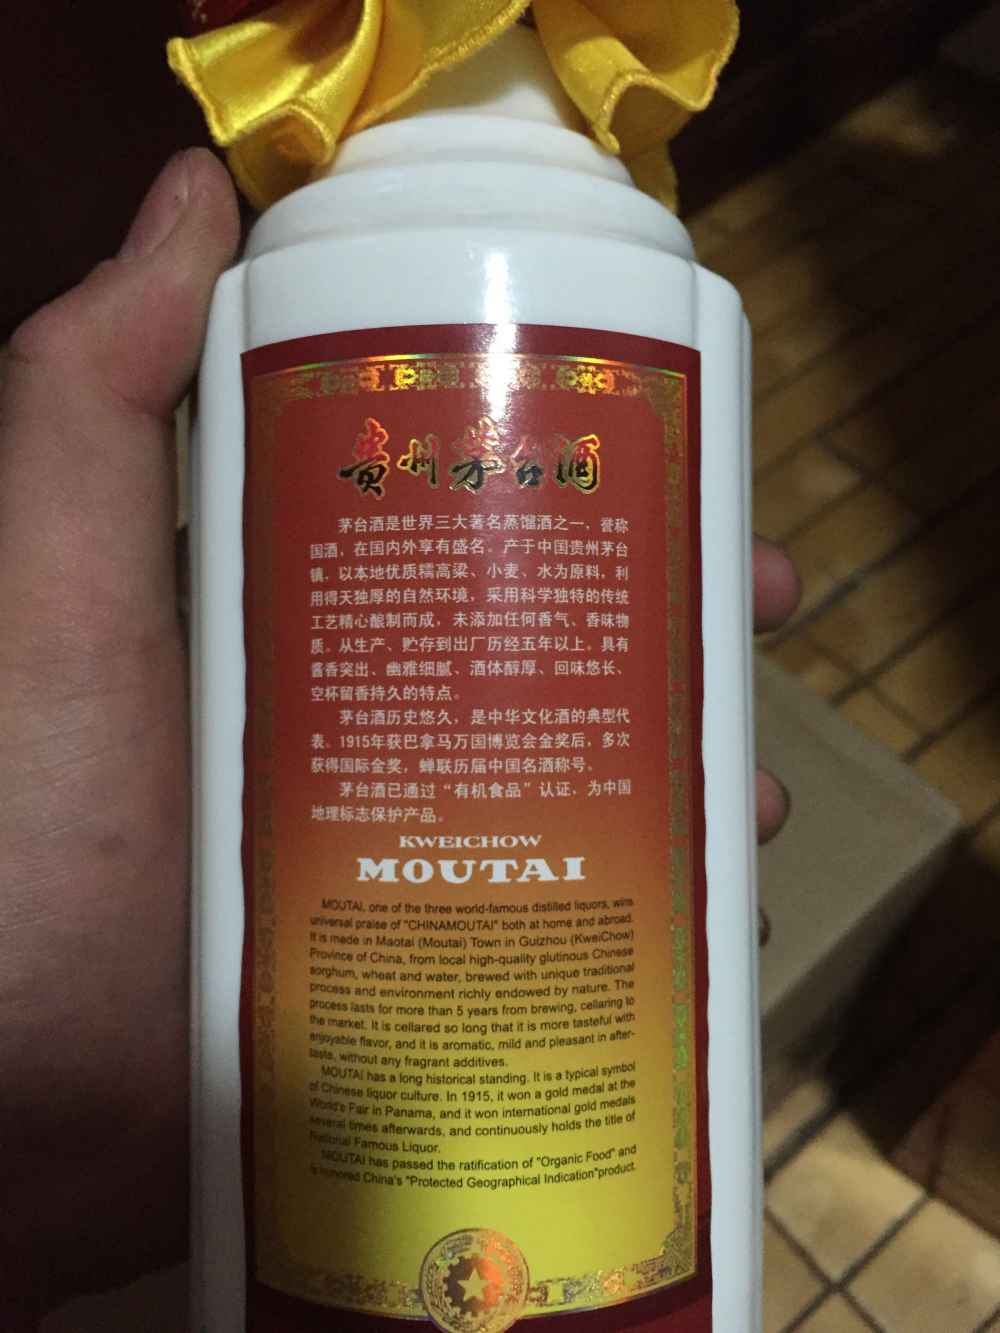 贵州茅台酒
茅台酒是世界三大著名蒸馏酒之一，誉称
国酒，在国内外享有盛名。产于中国贵州茅台
镇，以本地优质糯高粱、小麦、水为原料，利
用得天独厚的自然环境，采用科学独特的传统
工艺精心酿制而成，未添加任何香气、香味物
质。从生产、贮存到出厂历经五年以上。具有
酱香突出、幽雅细腻、酒体醇厚、回味悠长、
空杯留香持久的特点。
茅台酒历史悠久，是中华文化酒的典型代
表。1915年获巴拿马万国博览会金奖后，多次
获得国际金奖，蝉联历届中国名酒称号。
茅台酒已通过“有机食品”认证，为中国
地理标志保护产品。
KWEICHOW
MOUTAI
MOUTAI, one of the three world-famous distilled liquors, wins
universal praise of "CHINAMOUTAI" both at home and abroad.
It is made in Maotai (Moutai) Town in Guizhou (KweiChow)
Province of China, from local high-quality glutinous Chinese
sorghum, wheat and water, brewed with unique traditional
process and environment richly endowed by nature. The
process lasts for more than 5 years from brewing, cellaring to
the market. It is cellared so long that it is more tasteful with
enjoyable flavor, and it is aromatic, mild and pleasant in after-
taste, without any fragrant additives.
MOUTAI has a long historical standing. It is a typical symbol
of Chinese liquor culture. In 1915, it won a gold medal at the
World's Fair in Panama, and it won international gold medals
several times afterwards, and continuously holds the title of
National Famous Liquor.
MOUTAI has passed the ratification of "Organic Food" and
is honored China's "Protected Geographical Indication"product.